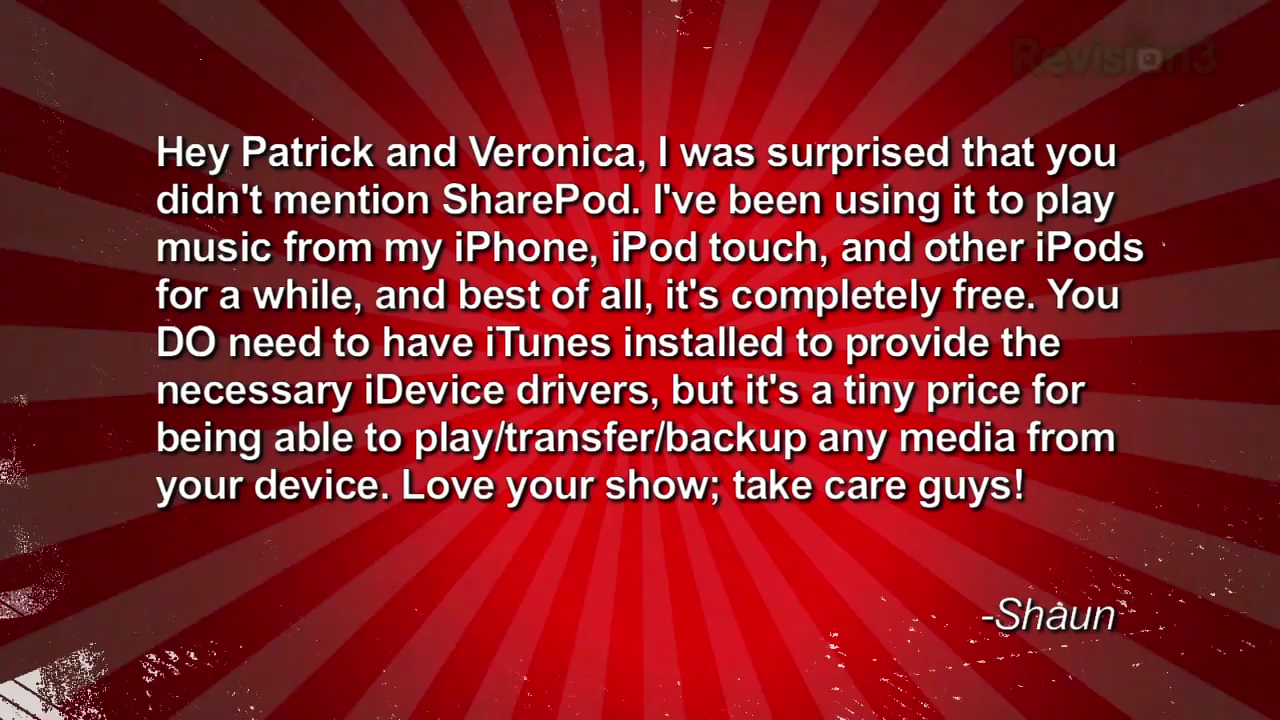 Revision3
Hey Patrick and Veronica, I was surprised that you
didn't mention SharePod. I've been using it to play
music from my iPhone, iPod touch, and other iPods
for a while, and best of all, it's completely free. You
DO need to have iTunes installed to provide the
necessary iDevice drivers, but it's a tiny price for
being able to play/transfer/backup any media from
your device. Love your show; take care guys!
-Shaun